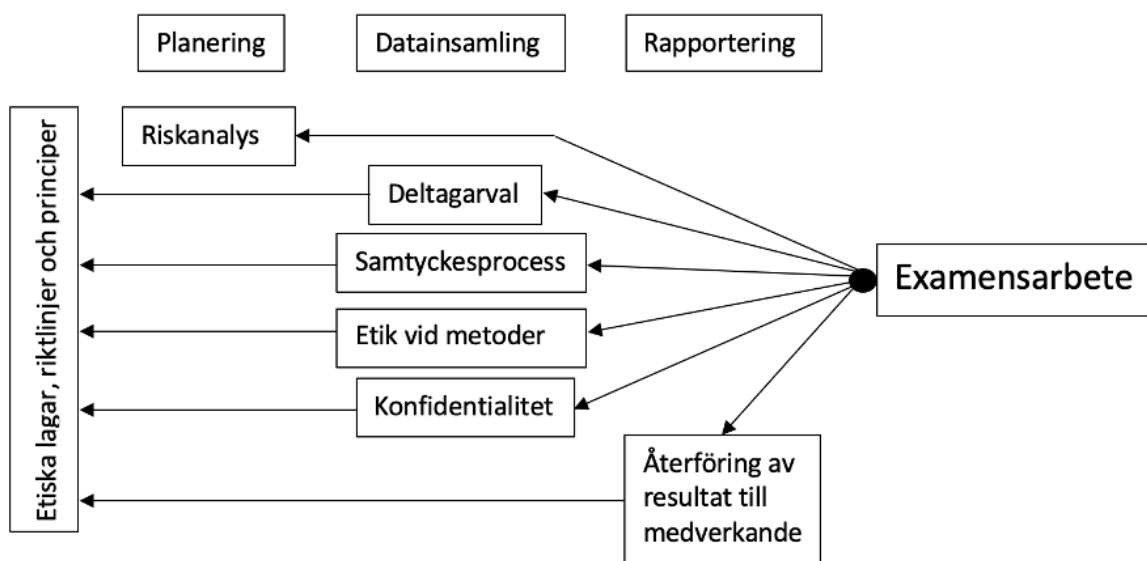 Planering
Datainsamling
Rapportering
Etiska lagar, riktlinjer och principer
Riskanalys
Deltagarval
Samtyckesprocess
Etik vid metoder
Konfidentialitet
Återföring av
resultat till
medverkande
Examensarbete